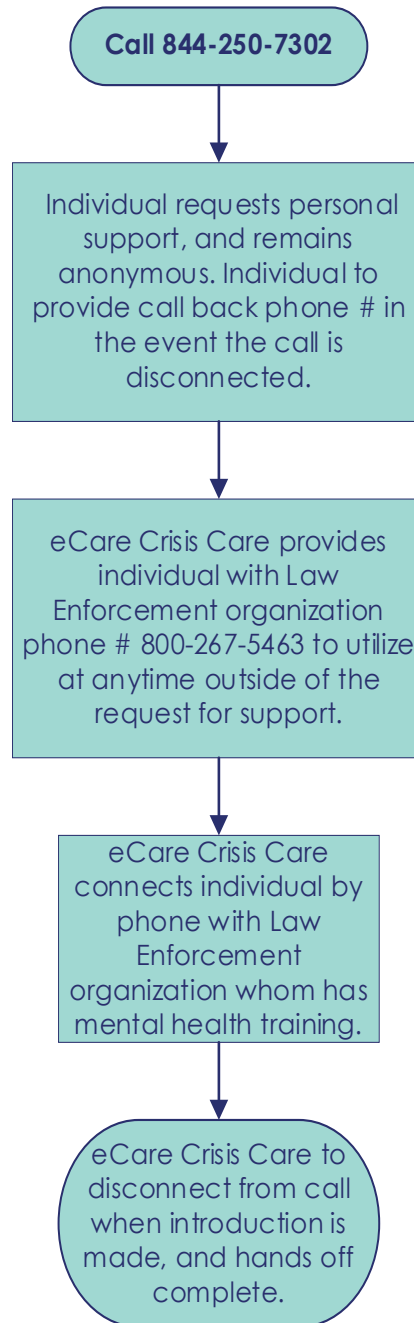 Call 844-250-7302
Individual requests personal
support, and remains
anonymous. Individual to
provide call back phone # in
the event the call is
disconnected.
eCare Crisis Care provides
individual with Law
Enforcement organization
phone # 800-267-5463 to utilize
at anytime outside of the
request for support.
eCare Crisis Care
connects individual by
phone with Law
Enforcement
organization whom has
mental health training.
eCare Crisis Care to
disconnect from call
when introduction is
made, and hands off
complete.